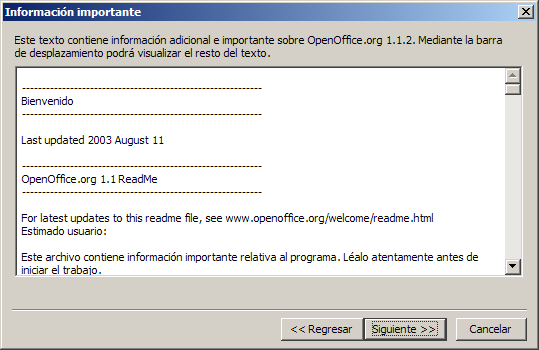 Información importante
Este texto contiene información adicional e importante sobre OpenOffice.org 1.1.2. Mediante la barra
de desplazamiento podrá visualizar el resto del texto.
------------------------------------------------------------
Bienvenido
------------------------------------------------------------
Last updated 2003 August 11
------------------------------------------------------------
OpenOffice.org 1.1 ReadMe
------------------------------------------------------------
For latest updates to this readme file, see www.openoffice.org/welcome/readme.html
Estimado usuario:
Este archivo contiene información importante relativa al programa. Léalo atentamente antes de
iniciar el trabajo.
<< Regresar
Siguiente >>
Cancelar